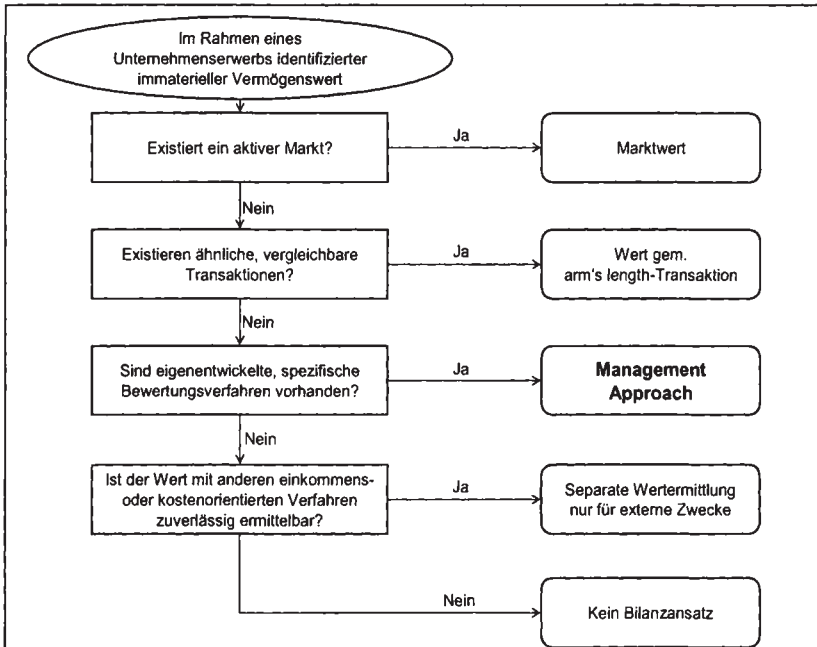 Im Rahmen eines
Unternehmenserwerbs identifizierter
immaterieller Vermögenswert
Existiert ein aktiver Markt?
Ja
Marktwert
Nein
Existieren ähnliche, vergleichbare
Transaktionen?
Ja
Wert gem.
arm's length-Transaktion
Nein
Sind eigenentwickelte, spezifische
Bewertungsverfahren vorhanden?
Ja
Management
Approach
Nein
Ist der Wert mit anderen einkommens-
oder kostenorientierten Verfahren
zuverlässig ermittelbar?
Ja
Separate Wertermittlung
nur für externe Zwecke
Nein
Kein Bilanzansatz